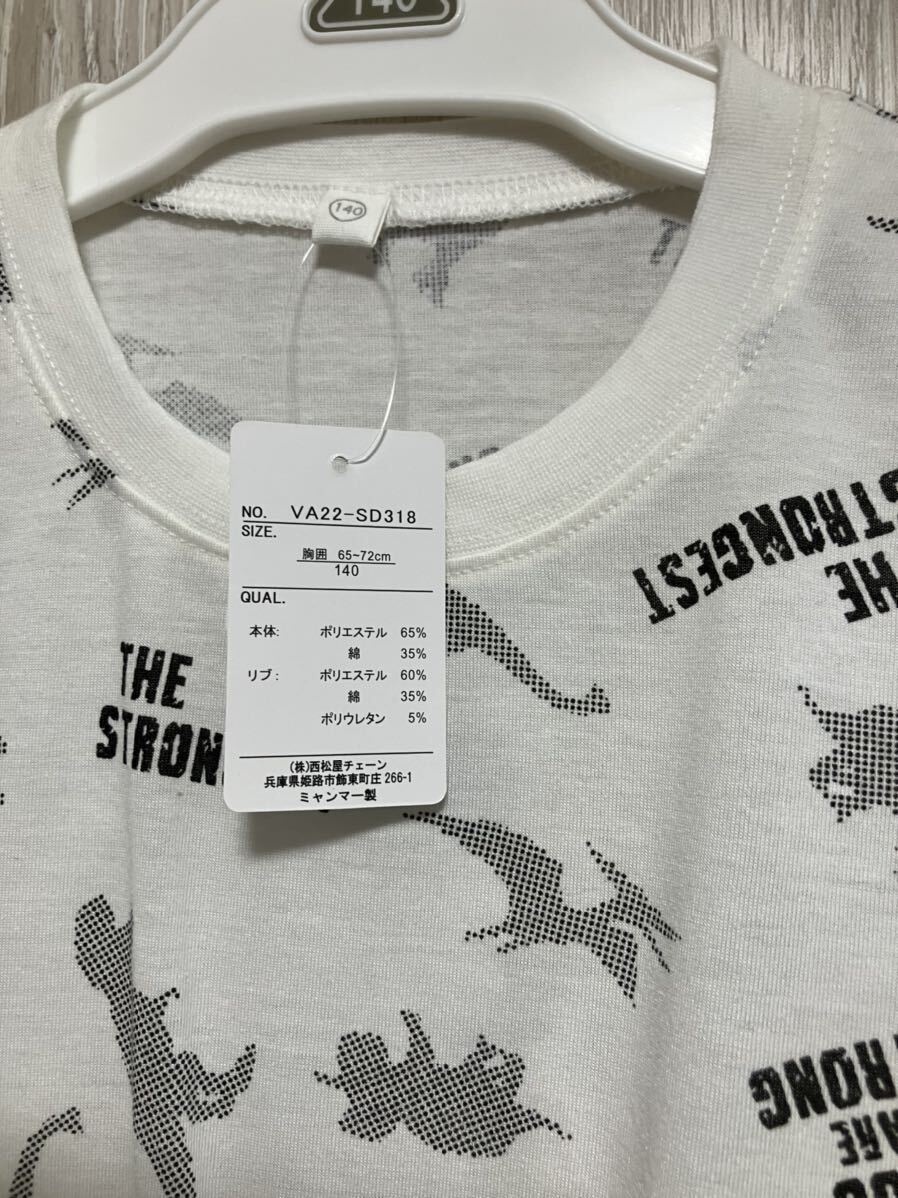 140
140
NO. VA22-SD318
SIZE.
胸囲 65~72cm
140
QUAL.
本体: ポリエステル 65%
綿 35%
リブ: ポリエステル 60%
綿 35%
ポリウレタン 5%
(株)西松屋チェーン
兵庫県姫路市飾東町庄 266-1
ミャンマー製
THE
STRON
THE
STRONGEST
ARE
STRONG